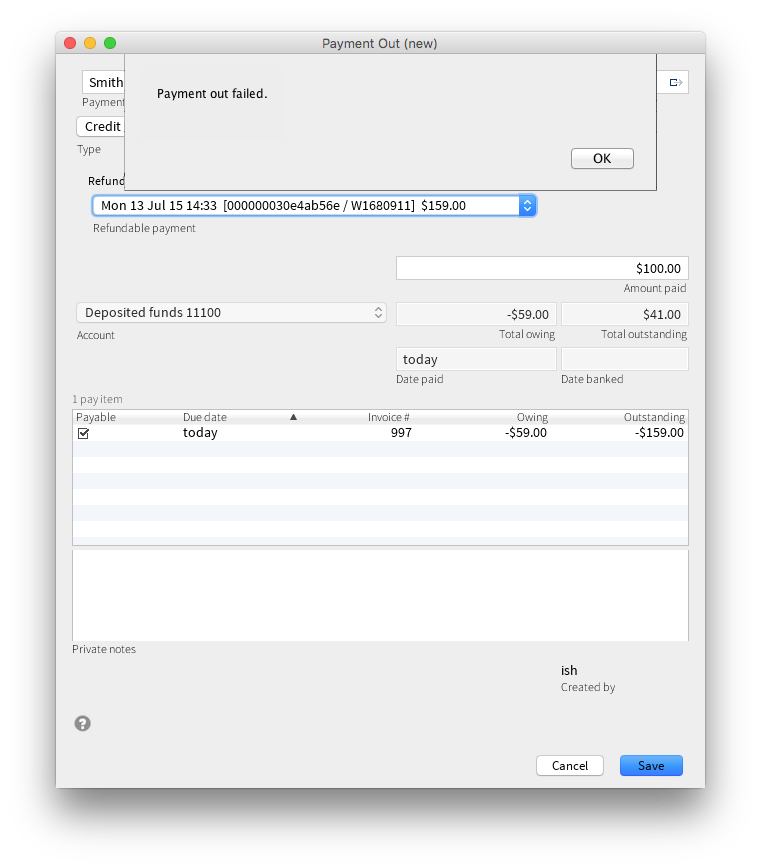 Payment Out (new)
Smith
Payment out failed.
Payment
Credit
OK
Type
Refund
Mon 13 Jul 15 14:33 [000000030e4ab56e / W1680911] $159.00
Refundable payment
$100.00
Amount paid
Deposited funds 11100 -$59.00 $41.00
Account Total owing Total outstanding
today
Date paid Date banked
1 pay item
Payable Due date Invoice # Owing Outstanding
today 997 -$59.00 -$159.00
Private notes
ish
Created by
?
Cancel Save